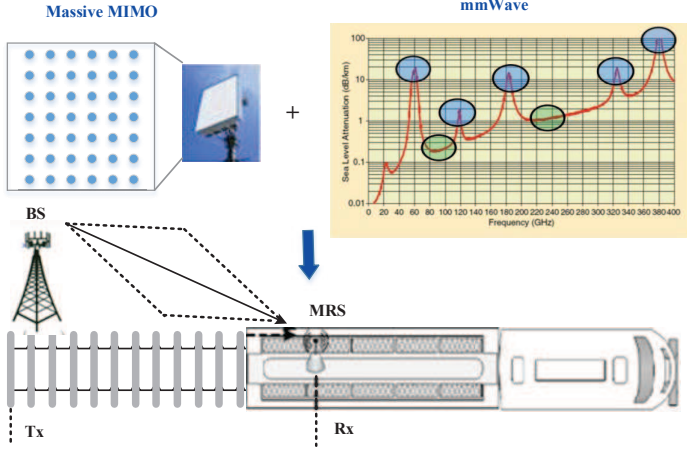 Massive MIMO
mmWave
+
Sea Level Attenuation (dB/km)
100
10
1
0.1
0.01
0 20 40 60 80 100 120 140 160 180 200 220 240 260 280 300 320 340 360 380 400
Frequency (GHz)
BS
MRS
Tx
Rx